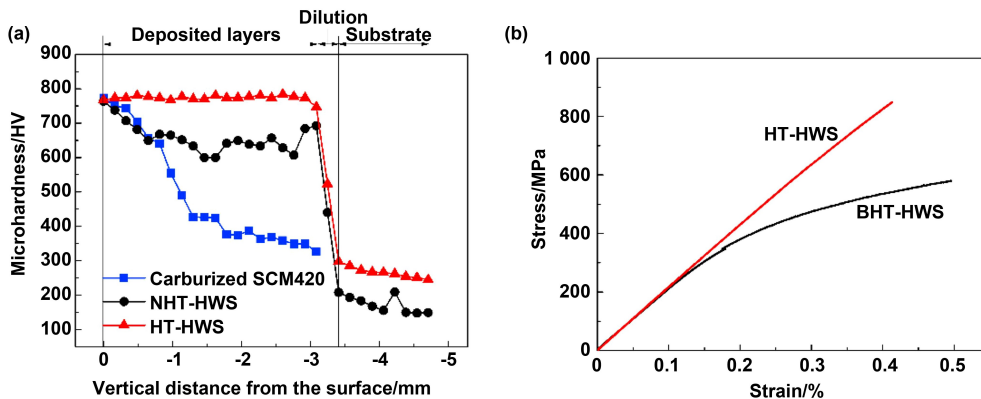 (a)
Dilution
Deposited layers
Substrate
900
800
700
600
500
400
300
200
100
Microhardness/HV
Carburized SCM420
NHT-HWS
HT-HWS
0 -1 -2 -3 -4 -5
Vertical distance from the surface/mm
(b)
1 000
800
600
400
200
0
Stress/MPa
HT-HWS
BHT-HWS
0 0.1 0.2 0.3 0.4 0.5
Strain/%